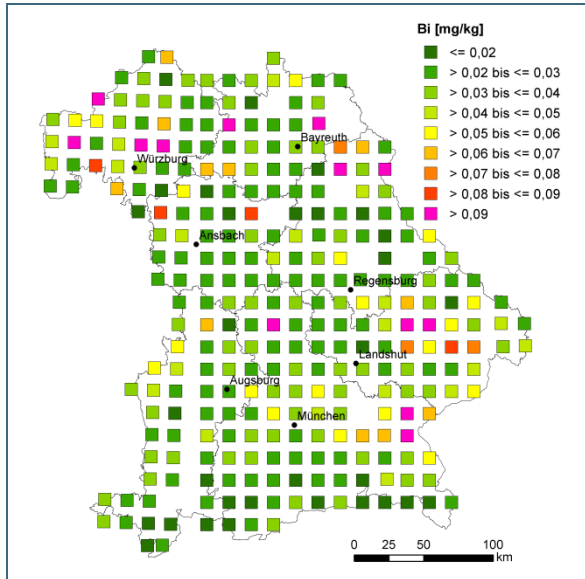 Bi [mg/kg]
<= 0,02
> 0,02 bis <= 0,03
> 0,03 bis <= 0,04
> 0,04 bis <= 0,05
> 0,05 bis <= 0,06
> 0,06 bis <= 0,07
> 0,07 bis <= 0,08
> 0,08 bis <= 0,09
> 0,09
Bayreuth
Würzburg
Ansbach
Regensburg
Landshut
Augsburg
München
0 25 50 100
km